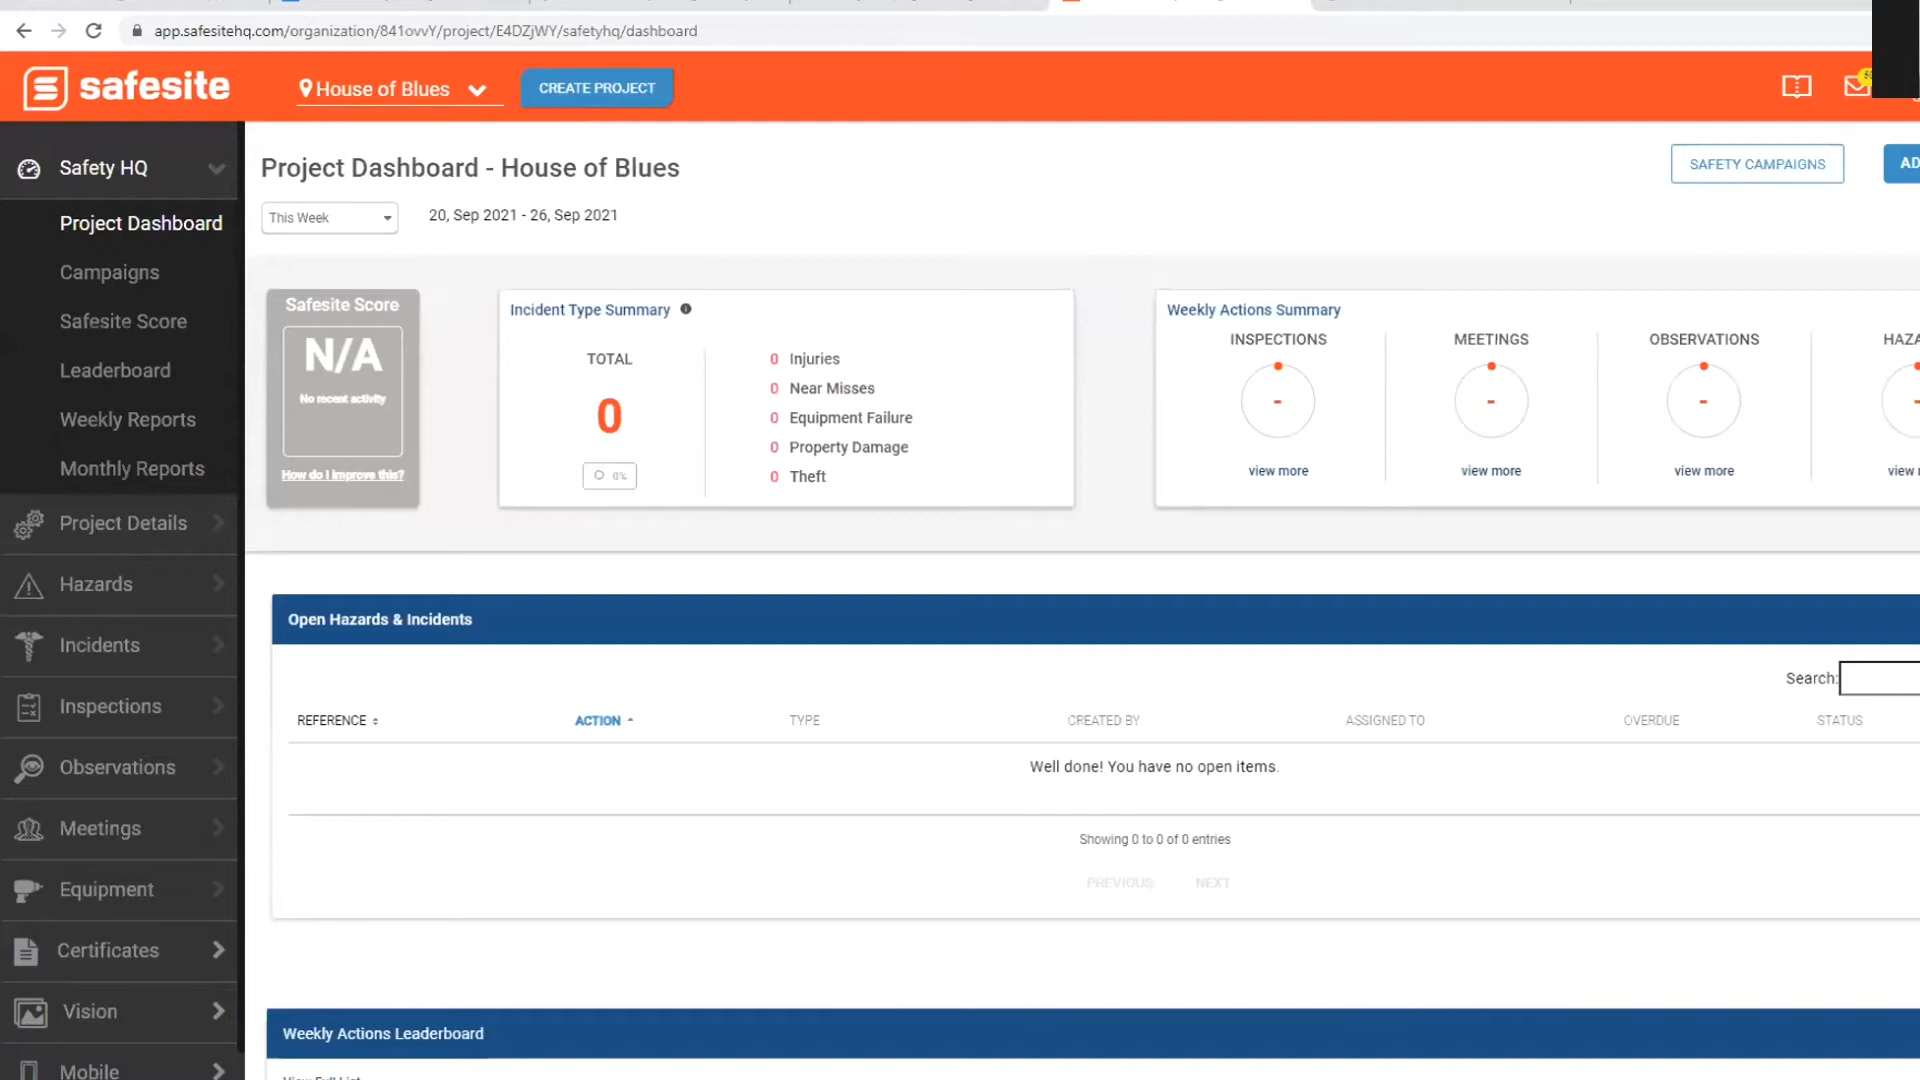 app.safesitehq.com/organization/841ovvY/project/E4DZjWY/safetyhq/dashboard
safesite
House of Blues
CREATE PROJECT
Safety HQ
Project Dashboard
Campaigns
Safesite Score
Leaderboard
Weekly Reports
Monthly Reports
Project Details
Hazards
Incidents
Inspections
Observations
Meetings
Equipment
Certificates
Vision
Mobile
Project Dashboard - House of Blues
SAFETY CAMPAIGNS
AD
This Week
20, Sep 2021 - 26, Sep 2021
Safesite Score
N/A
No recent activity
How do I improve this?
Incident Type Summary
TOTAL
0
0%
0 Injuries
0 Near Misses
0 Equipment Failure
0 Property Damage
0 Theft
Weekly Actions Summary
INSPECTIONS MEETINGS OBSERVATIONS HAZA
- - - -
view more view more view more view
Open Hazards & Incidents
Search:
REFERENCE ACTION TYPE CREATED BY ASSIGNED TO OVERDUE STATUS
Well done! You have no open items.
Showing 0 to 0 of 0 entries
PREVIOUS NEXT
Weekly Actions Leaderboard
View Full List